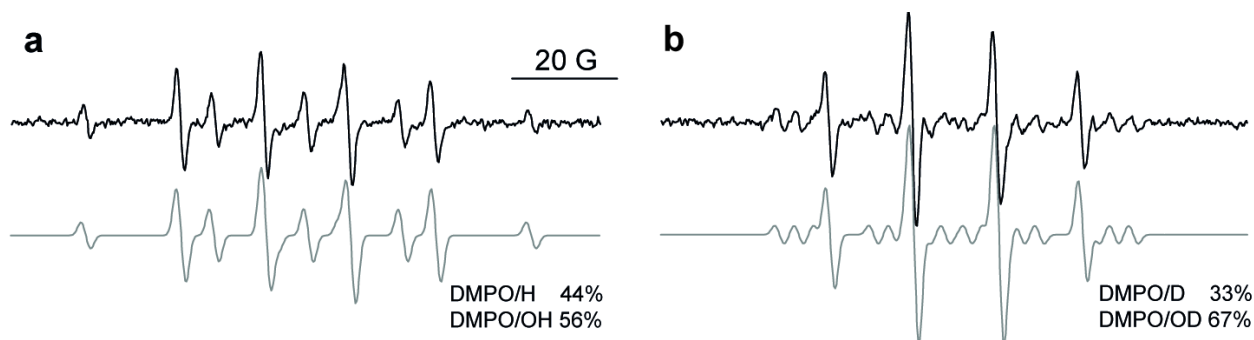 a
20 G
DMPO/H 44%
DMPO/OH 56%
b
DMPO/D 33%
DMPO/OD 67%